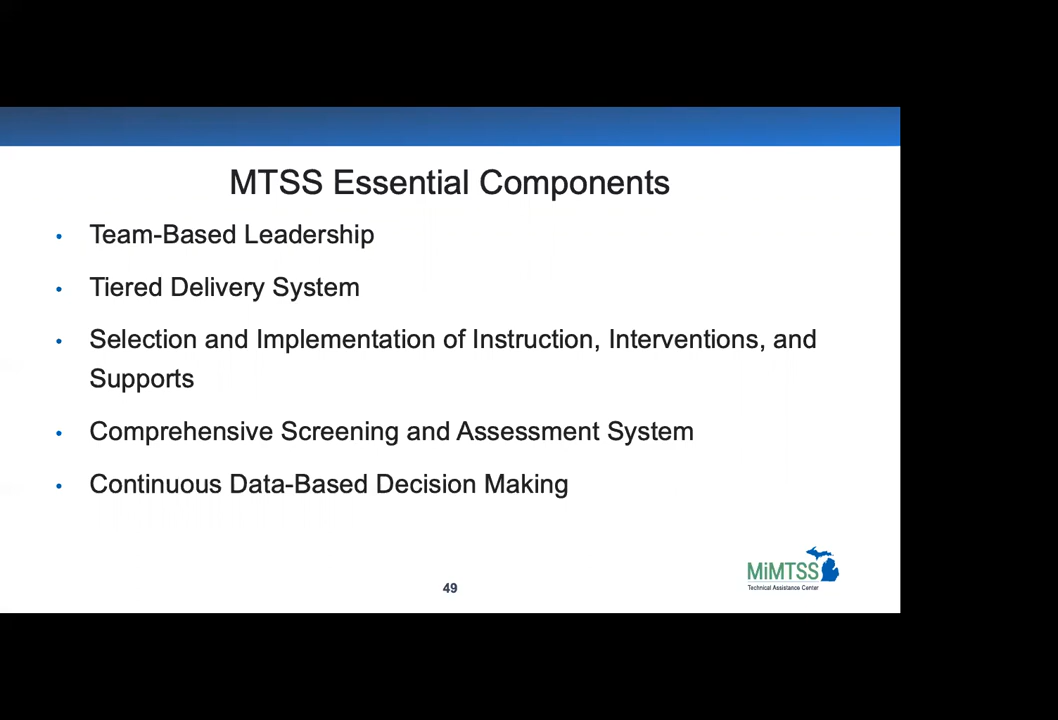 MTSS Essential Components
• Team-Based Leadership
• Tiered Delivery System
• Selection and Implementation of Instruction, Interventions, and
Supports
• Comprehensive Screening and Assessment System
• Continuous Data-Based Decision Making
49
MiMTSS
Technical Assistance Center